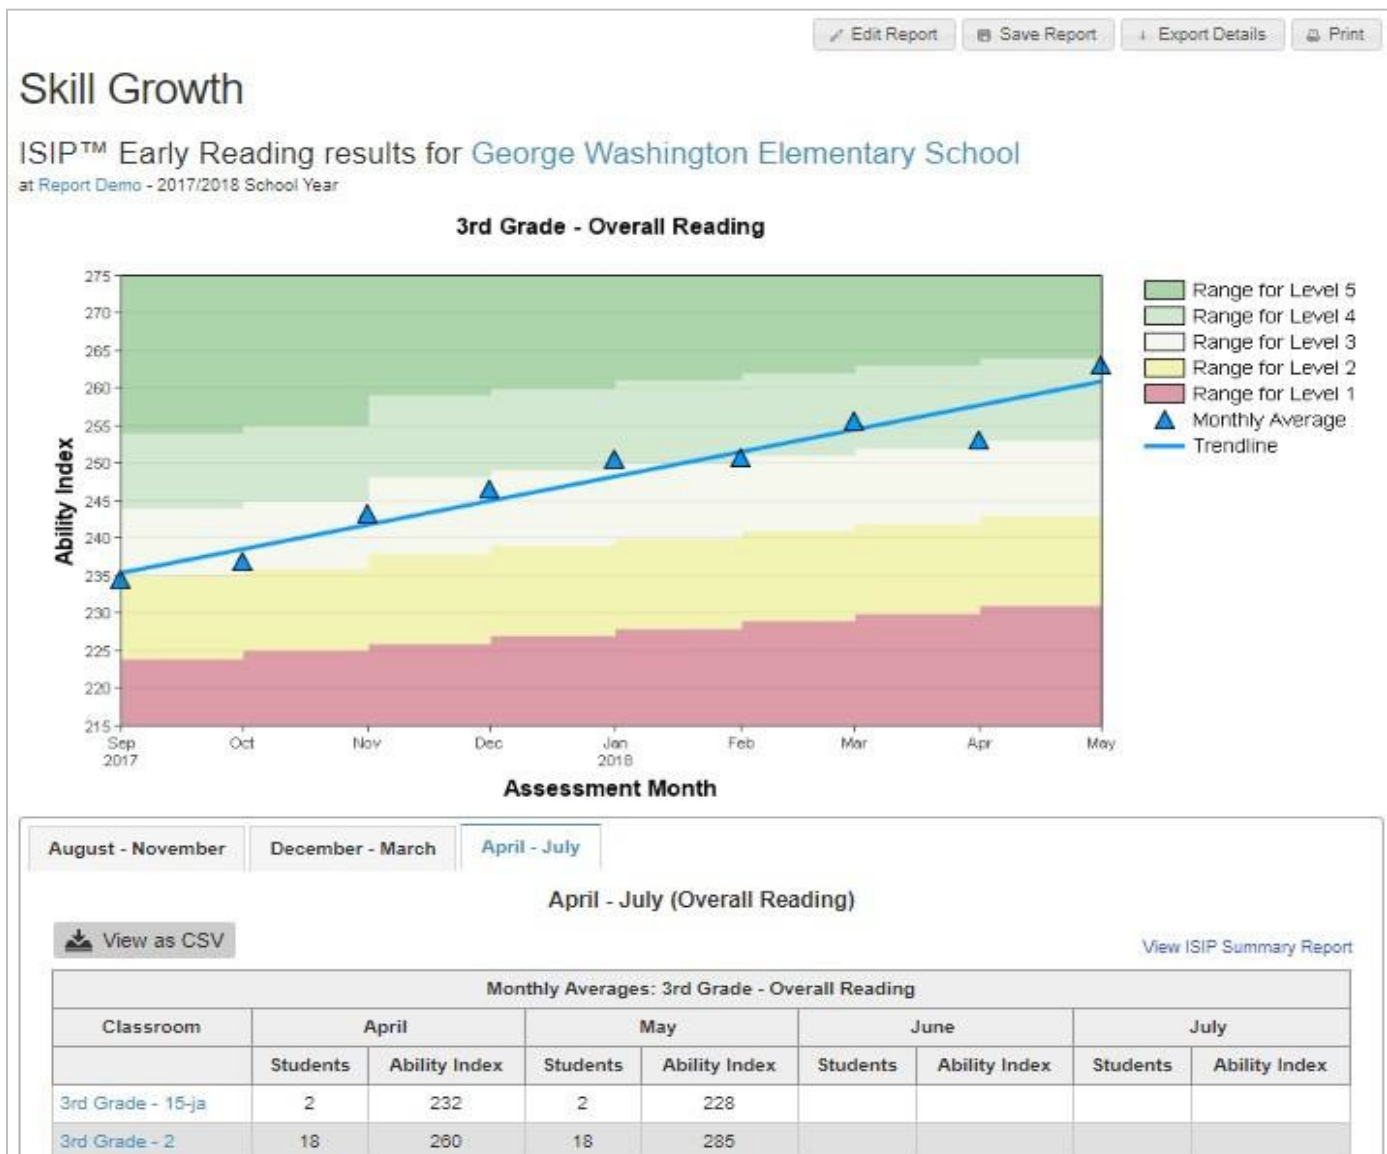 Edit Report Save Report Export Details Print
Skill Growth
ISIP™ Early Reading results for George Washington Elementary School
at Report Demo - 2017/2018 School Year
3rd Grade - Overall Reading
275
270
265
260
255
250
245
240
235
230
225
220
215
Ability Index
Sep Oct Nov Dec Jan Feb Mar Apr May
2017 2018
Assessment Month
Range for Level 5
Range for Level 4
Range for Level 3
Range for Level 2
Range for Level 1
Monthly Average
Trendline
August - November December - March April - July
April - July (Overall Reading)
View as CSV View ISIP Summary Report
Monthly Averages: 3rd Grade - Overall Reading
Classroom April May June July
Students Ability Index Students Ability Index Students Ability Index Students Ability Index
3rd Grade - 15-ja 2 232 2 228
3rd Grade - 2 18 260 18 285